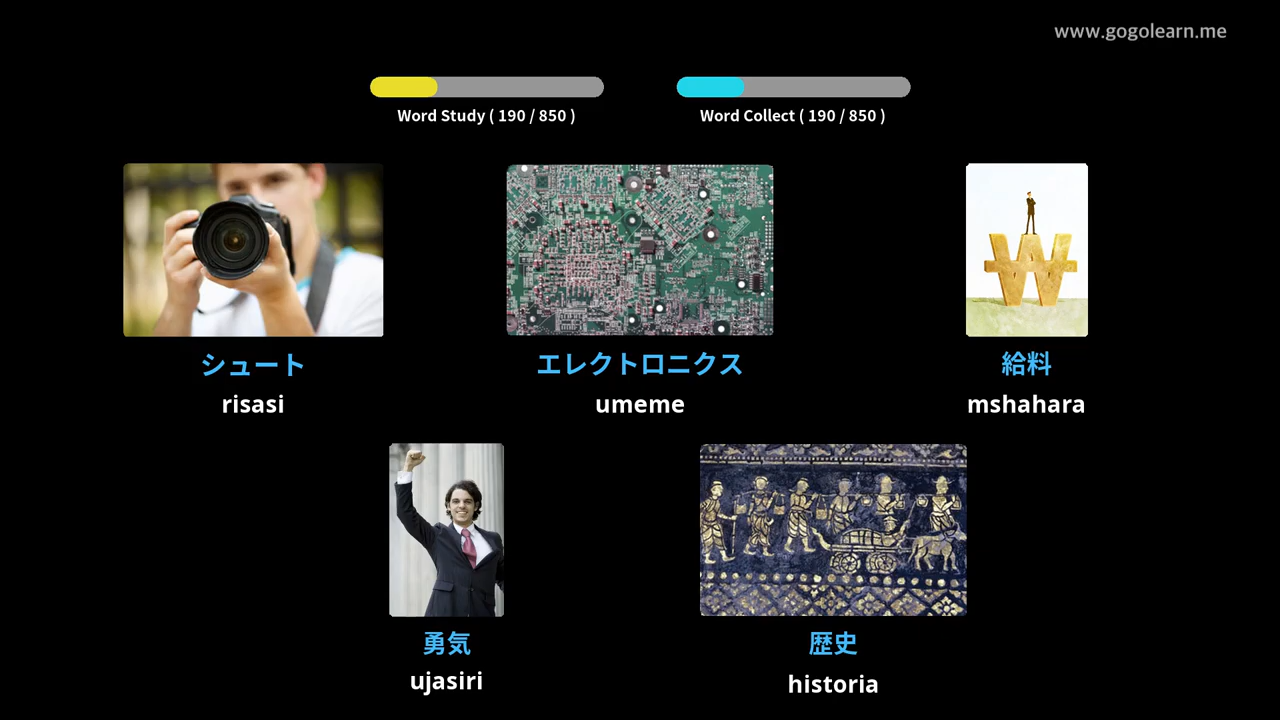 www.gogolearn.me
Word Study ( 190 / 850 )
Word Collect ( 190 / 850 )
シュート
エレクトロニクス
給料
risasi
umeme
mshahara
勇気
歴史
ujasiri
historia